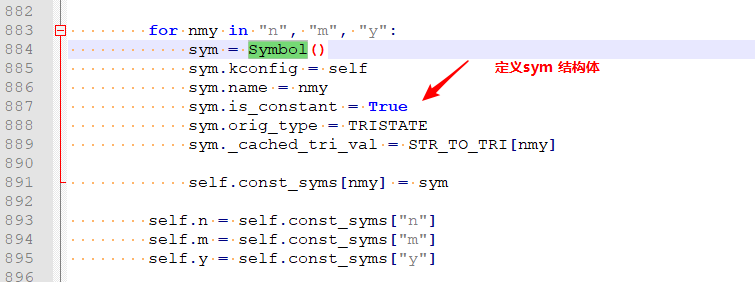 882
883 for nmy in "n", "m", "y":
884 sym = Symbol()
885 sym.kconfig = self
定义sym 结构体
886 sym.name = nmy
887 sym.is_constant = True
888 sym.orig_type = TRISTATE
889 sym._cached_tri_val = STR_TO_TRI[nmy]
890
891 self.const_syms[nmy] = sym
892
893 self.n = self.const_syms["n"]
894 self.m = self.const_syms["m"]
895 self.y = self.const_syms["y"]
896